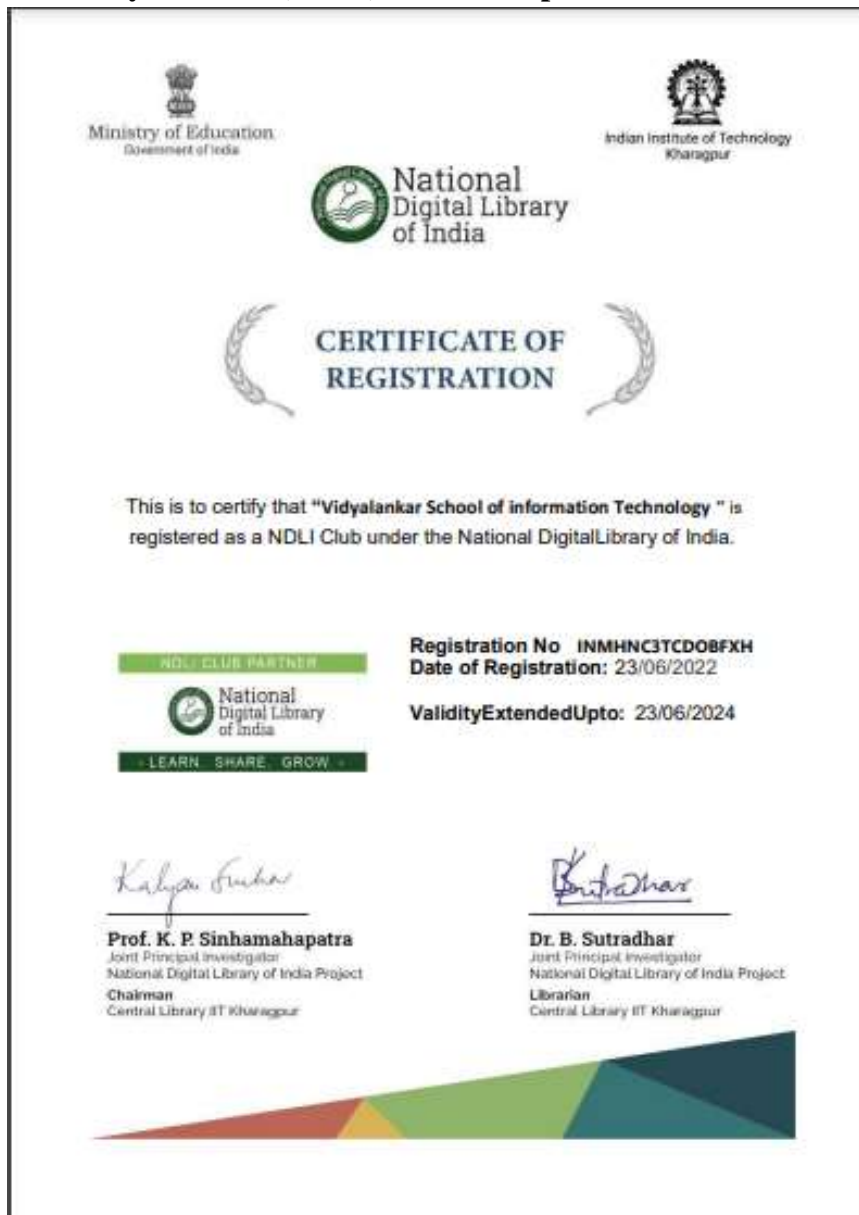 Ministry of Education
Government of India
Indian Institute of Technology
Kharagpur
National
Digital Library
of India
CERTIFICATE OF
REGISTRATION
This is to certify that "Vidyalankar School of information Technology " is
registered as a NDLI Club under the National DigitalLibrary of India.
NDLI CLUB PARTNER
National
Digital Library
of India
- LEARN. SHARE. GROW -
Registration No INMHNC3TCDOBFXH
Date of Registration: 23/06/2022
ValidityExtendedUpto: 23/06/2024
Prof. K. P. Sinhamahapatra
Joint Principal Investigator
National Digital Library of India Project
Chairman
Central Library IIT Kharagpur
Dr. B. Sutradhar
Joint Principal Investigator
National Digital Library of India Project
Librarian
Central Library IIT Kharagpur